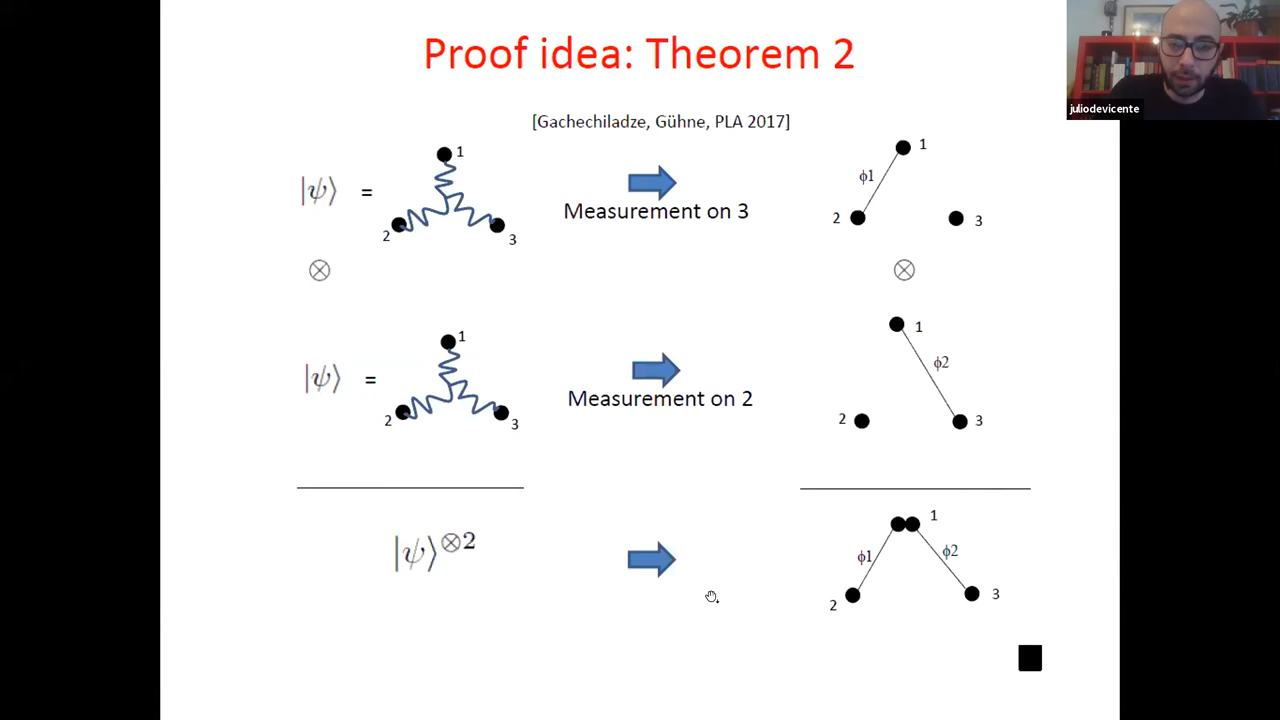 Proof idea: Theorem 2
juliodevicente
[Gachechiladze, Gühne, PLA 2017]
|ψ⟩ =
1
2
3
Measurement on 3
1
ϕ1
2
3
⊗
⊗
|ψ⟩ =
1
2
3
Measurement on 2
1
ϕ2
2
3
|ψ⟩⊗2
1
ϕ1
ϕ2
2
3